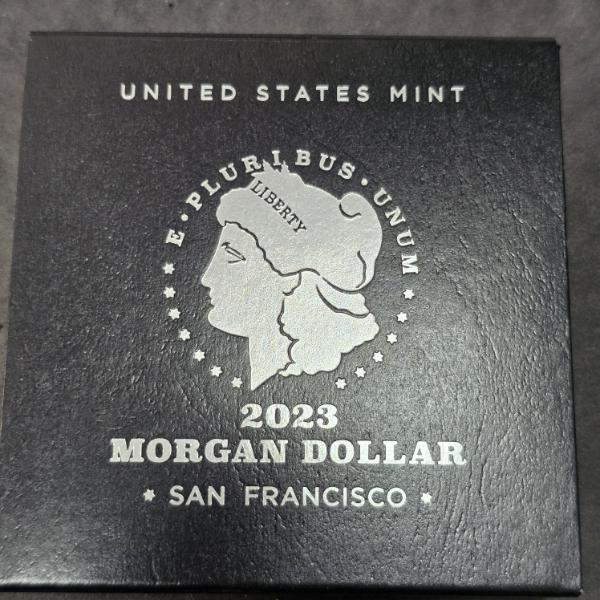 UNITED STATES MINT
E · PLURIBUS · UNUM
LIBERTY
2023
MORGAN DOLLAR
* SAN FRANCISCO *